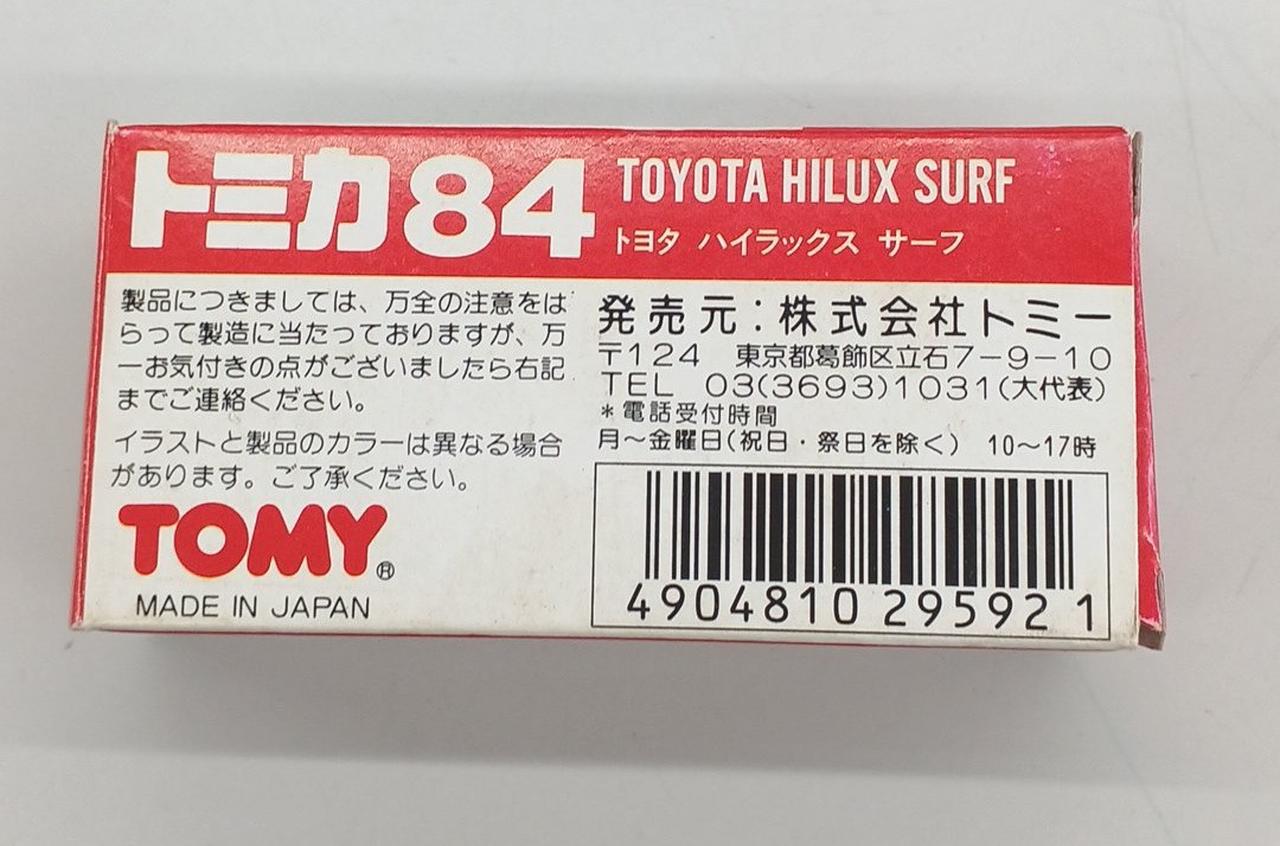 トミカ84
TOYOTA HILUX SURF
トヨタ ハイラックス サーフ
製品につきましては、万全の注意をは
らって製造に当たっておりますが、万
一お気付きの点がございましたら右記
までご連絡ください。
イラストと製品のカラーは異なる場合
があります。ご了承ください。
TOMY®
MADE IN JAPAN
発売元：株式会社トミー
〒124 東京都葛飾区立石7-9-10
TEL 03(3693)1031(大代表)
*電話受付時間
月～金曜日(祝日・祭日を除く) 10～17時
4904810 295921